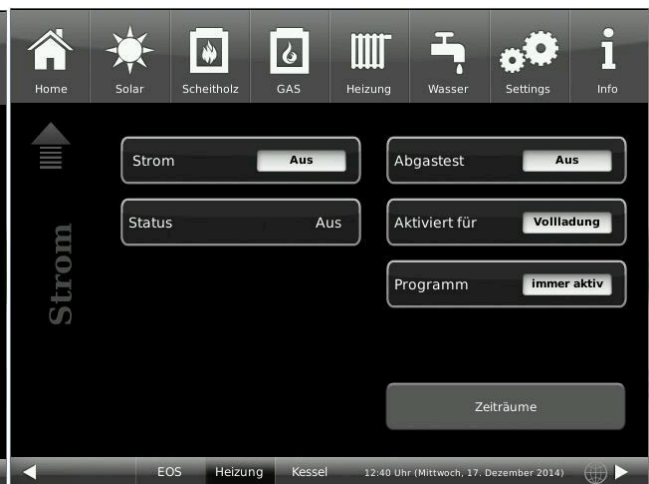 Home Solar Scheitholz GAS Heizung Wasser Settings Info
Strom
Strom Aus
Status Aus
Abgastest Aus
Aktiviert für Vollladung
Programm immer aktiv
Zeiträume
EOS Heizung Kessel 12:40 Uhr (Mittwoch, 17. Dezember 2014)